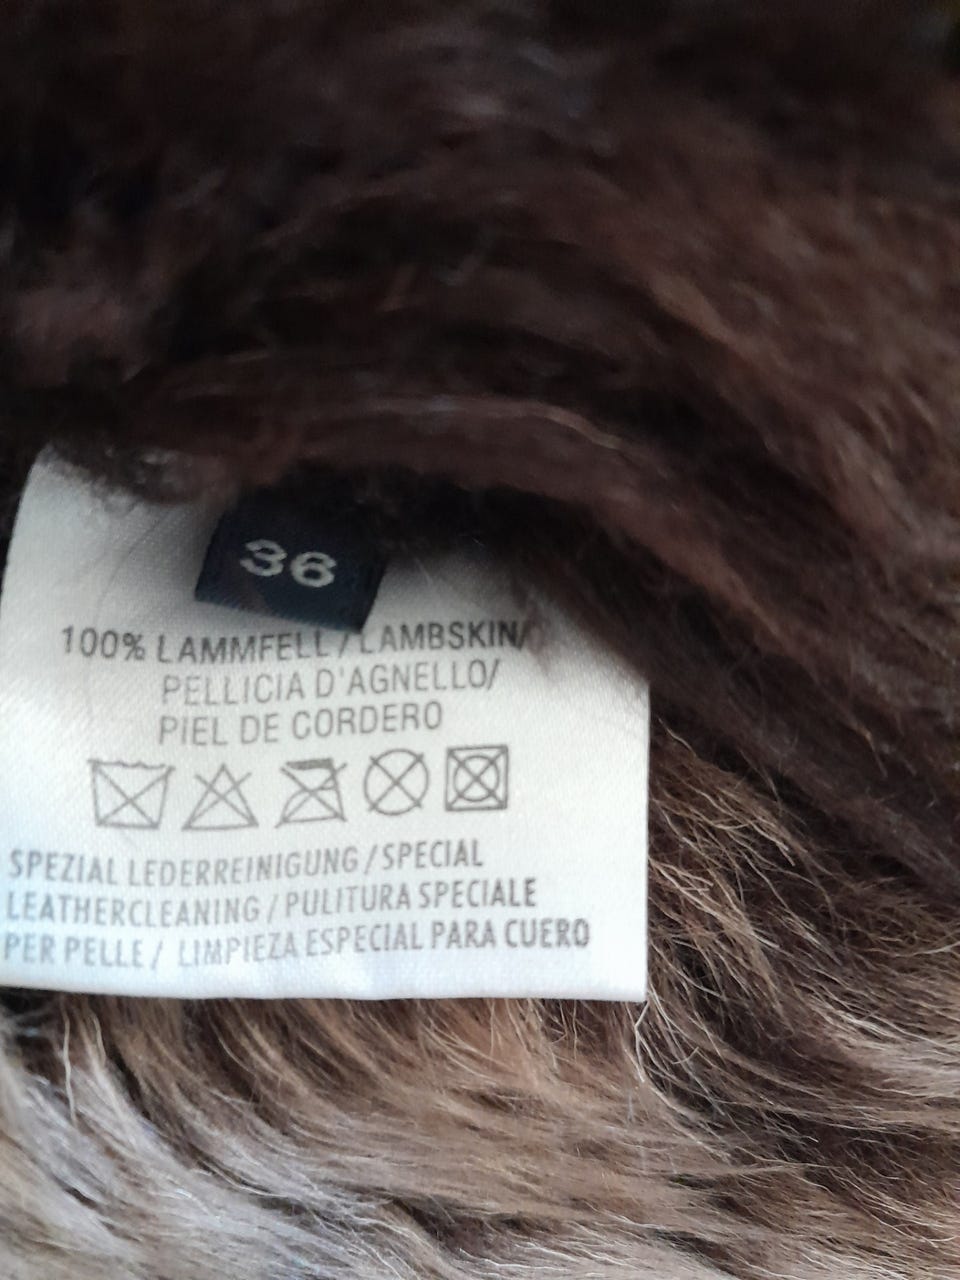 36
100% LAMMFELL / LAMBSKIN/
PELLICIA D'AGNELLO/
PIEL DE CORDERO
SPEZIAL LEDERREINIGUNG / SPECIAL
LEATHERCLEANING / PULITURA SPECIALE
PER PELLE / LIMPIEZA ESPECIAL PARA CUERO